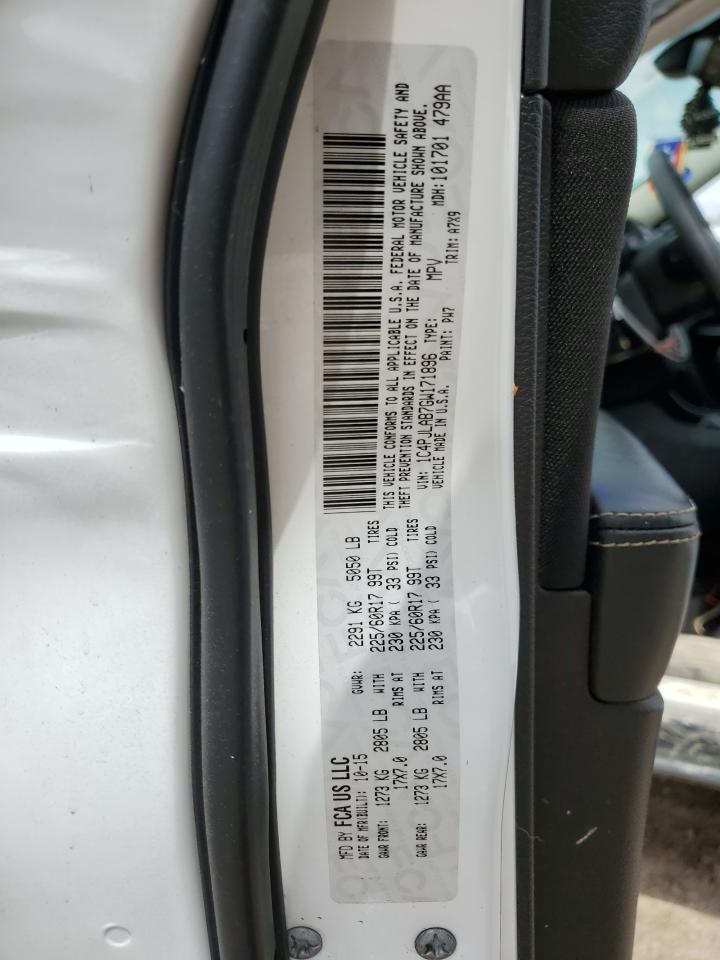 MFD BY FCA US LLC
DATE OF MFR(BUILT): 10-15 GVWR: 2291 KG 5050 LB
GAWR FRONT: 1273 KG 2805 LB WITH 225/60R17 99T TIRES
17X7.0 RIMS AT 230 KPA ( 33 PSI) COLD
GAWR REAR: 1273 KG 2805 LB WITH 225/60R17 99T TIRES
17X7.0 RIMS AT 230 KPA ( 33 PSI) COLD
THIS VEHICLE CONFORMS TO ALL APPLICABLE U.S.A. FEDERAL MOTOR VEHICLE SAFETY AND
THEFT PREVENTION STANDARDS IN EFFECT ON THE DATE OF MANUFACTURE SHOWN ABOVE.
VIN: 1C4PJLAB7GW171896 TYPE: MPV MDH: 101701 479AA
VEHICLE MADE IN U.S.A. PAINT: PW7 TRIM: A7X9